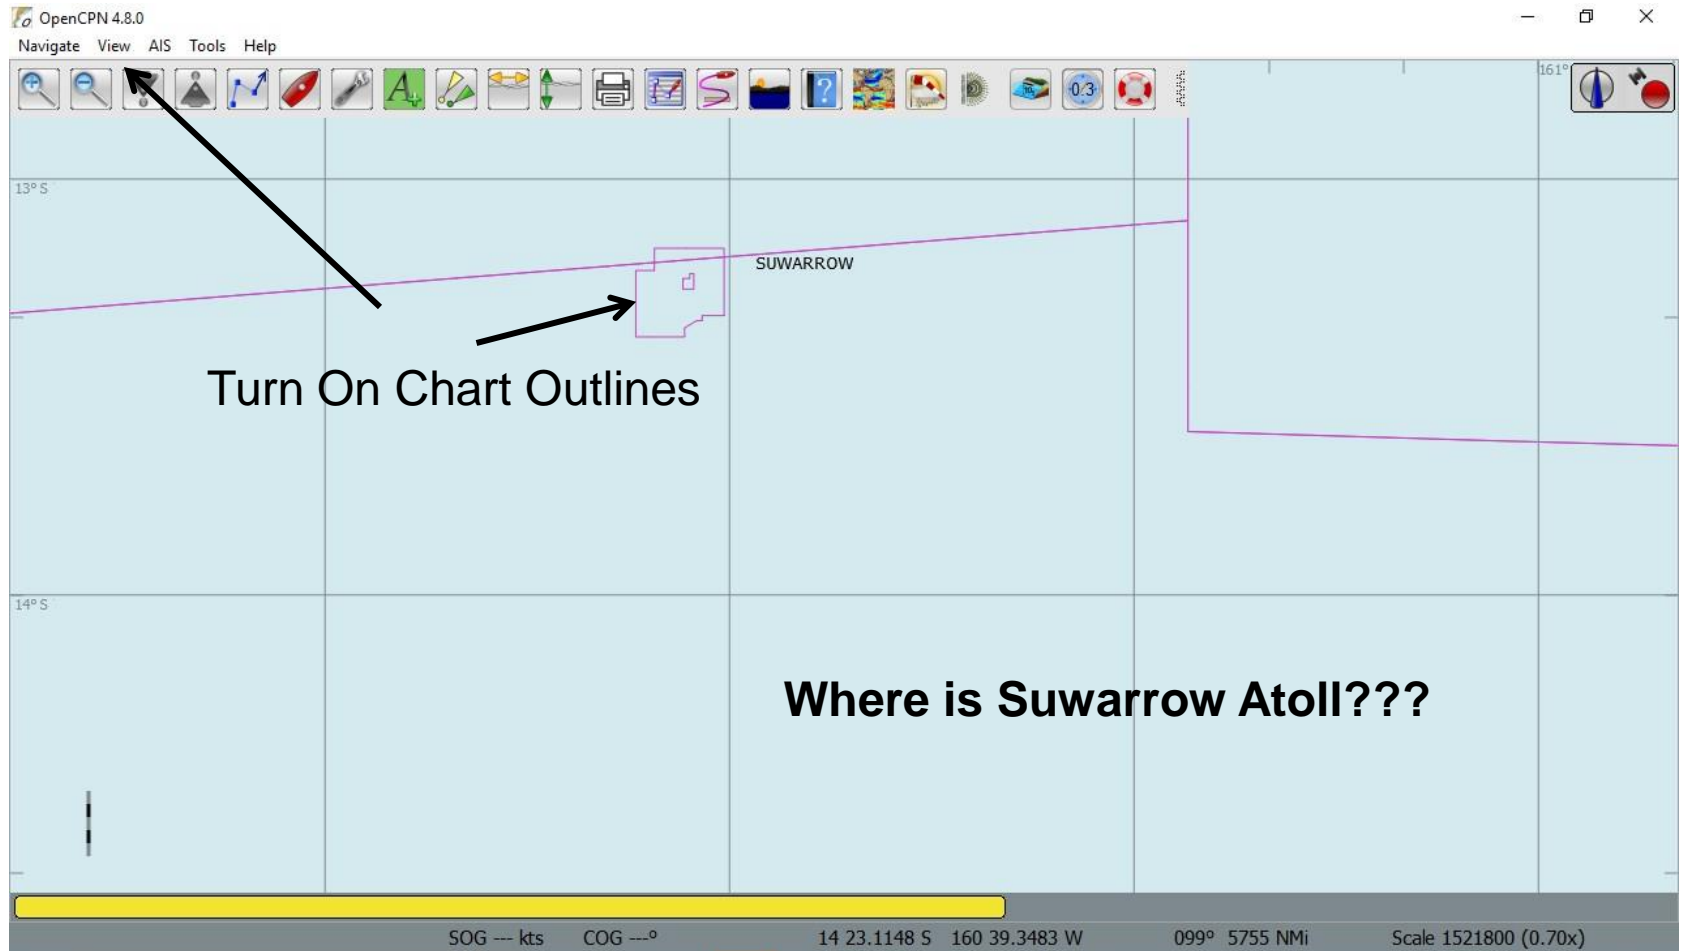 OpenCPN 4.8.0
Navigate View AIS Tools Help
161°
13° S
SUWARROW
Turn On Chart Outlines
14° S
Where is Suwarrow Atoll???
SOG --- kts COG ---° 14 23.1148 S 160 39.3483 W 099° 5755 NMi Scale 1521800 (0.70x)